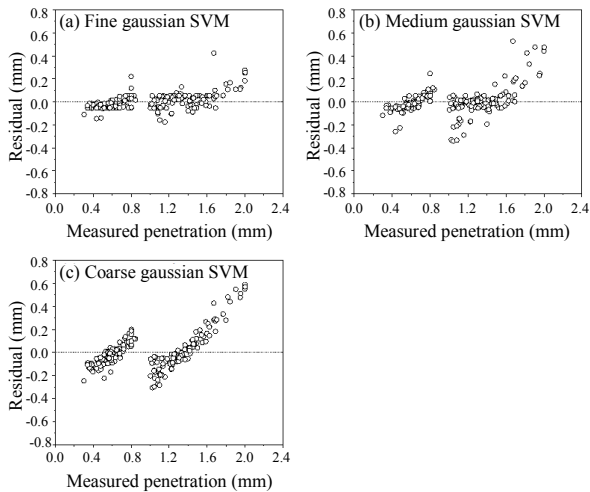 (a) Fine gaussian SVM
0.8
0.6
0.4
0.2
0.0
-0.2
-0.4
-0.6
-0.8
Residual (mm)
0.0 0.4 0.8 1.2 1.6 2.0 2.4
Measured penetration (mm)
(b) Medium gaussian SVM
0.8
0.6
0.4
0.2
0.0
-0.2
-0.4
-0.6
-0.8
Residual (mm)
0.0 0.4 0.8 1.2 1.6 2.0 2.4
Measured penetration (mm)
(c) Coarse gaussian SVM
0.8
0.6
0.4
0.2
0.0
-0.2
-0.4
-0.6
-0.8
Residual (mm)
0.0 0.4 0.8 1.2 1.6 2.0 2.4
Measured penetration (mm)